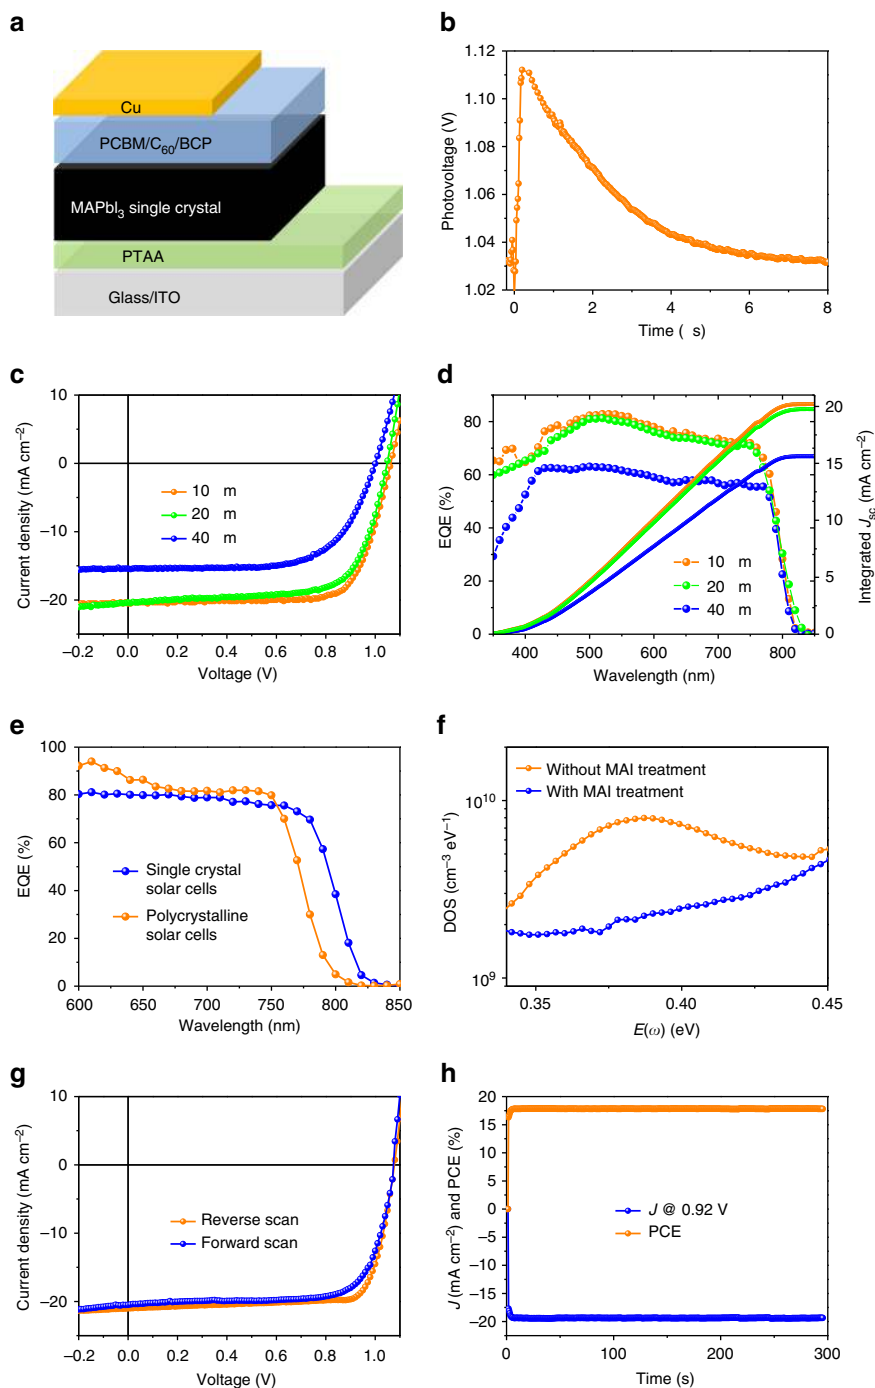 a
Cu
PCBM/C60/BCP
MAPbI3 single crystal
PTAA
Glass/ITO
b
1.12
1.10
1.08
1.06
1.04
1.02
Photovoltage (V)
0 2 4 6 8
Time ( s)
c
10
0
−10
−20
Current density (mA cm−2)
10 m
20 m
40 m
−0.2 0.0 0.2 0.4 0.6 0.8 1.0
Voltage (V)
d
80
60
40
20
0
EQE (%)
20
15
10
5
0
Integrated Jsc (mA cm−2)
10 m
20 m
40 m
400 500 600 700 800
Wavelength (nm)
e
100
80
60
40
20
0
EQE (%)
Single crystal
solar cells
Polycrystalline
solar cells
600 650 700 750 800 850
Wavelength (nm)
f
10^10
10^9
DOS (cm−3 eV−1)
Without MAI treatment
With MAI treatment
0.35 0.40 0.45
E(ω) (eV)
g
10
0
−10
−20
Current density (mA cm−2)
Reverse scan
Forward scan
−0.2 0.0 0.2 0.4 0.6 0.8 1.0
Voltage (V)
h
20
15
10
5
0
−5
−10
−15
−20
J (mA cm−2) and PCE (%)
J @ 0.92 V
PCE
0 100 200 300
Time (s)